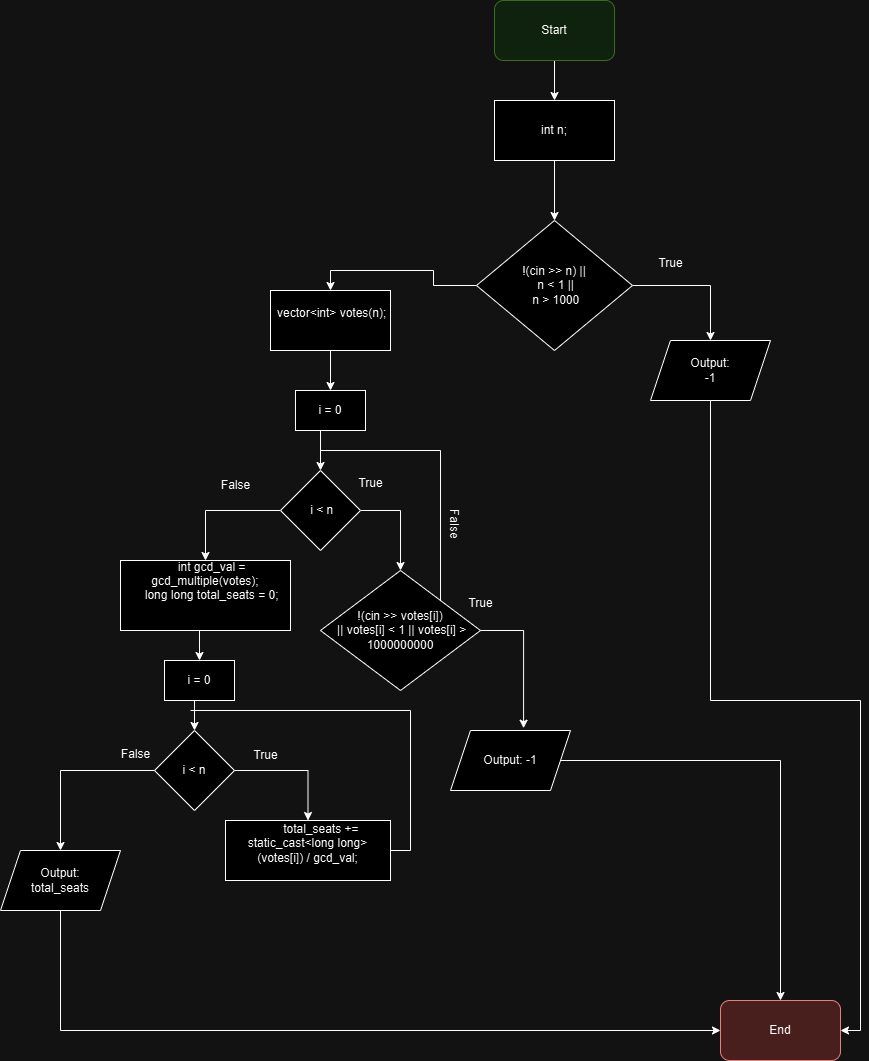 Start
int n;
!(cin >> n) ||
n < 1 ||
n > 1000
True
vector<int> votes(n);
Output:
-1
i = 0
False
True
i < n
False
int gcd_val =
gcd_multiple(votes);
long long total_seats = 0;
True
!(cin >> votes[i])
|| votes[i] < 1 || votes[i] >
1000000000
i = 0
False
True
i < n
Output: -1
total_seats +=
static_cast<long long>
(votes[i]) / gcd_val;
Output:
total_seats
End